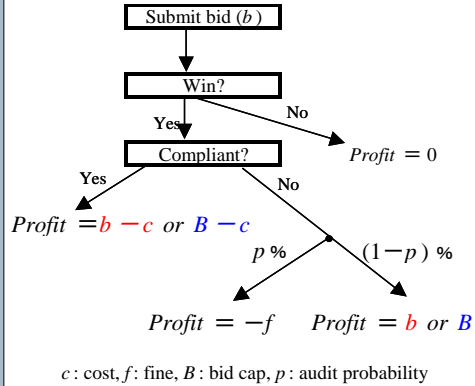 Submit bid (b)
Win?
No
Yes
Compliant?
Profit = 0
Yes
No
Profit = b − c or B − c
p %
(1−p) %
Profit = −f
Profit = b or B
c : cost, f : fine, B : bid cap, p : audit probability